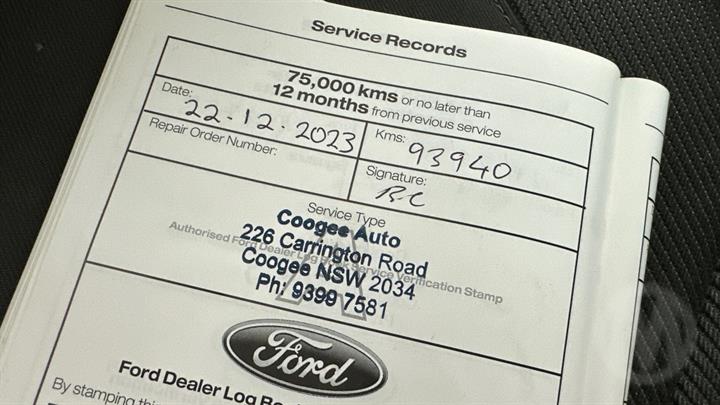 Service Records
75,000 kms or no later than
12 months from previous service
Date: 22-12-2023
Kms: 93940
Repair Order Number:
Signature:
Service Type
Coogee Auto
226 Carrington Road
Coogee NSW 2034
Ph: 9399 7581
Authorised Ford Dealer Log Book Service Verification Stamp
Ford
Ford Dealer Log
By stamping